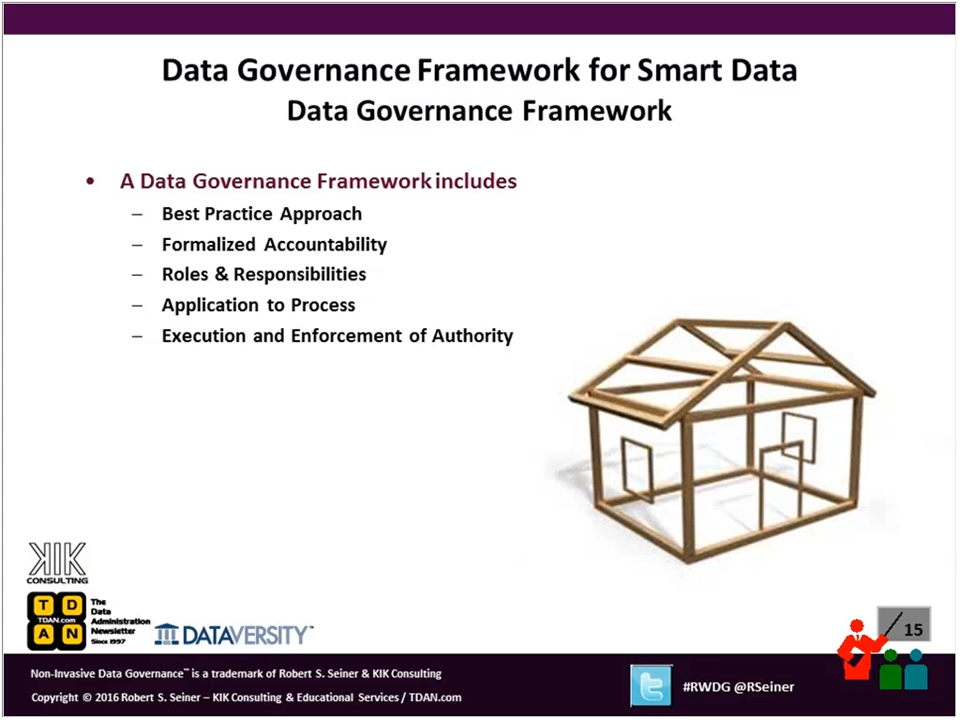 Data Governance Framework for Smart Data
Data Governance Framework
• A Data Governance Framework includes
– Best Practice Approach
– Formalized Accountability
– Roles & Responsibilities
– Application to Process
– Execution and Enforcement of Authority
KIK
CONSULTING
T D
TDAN.com
A N
The
Data
Administration
Newsletter
Since 1997
DATAVERSITY™
15
Non-Invasive Data Governance™ is a trademark of Robert S. Seiner & KIK Consulting
Copyright © 2016 Robert S. Seiner – KIK Consulting & Educational Services / TDAN.com
#RWDG @RSeiner